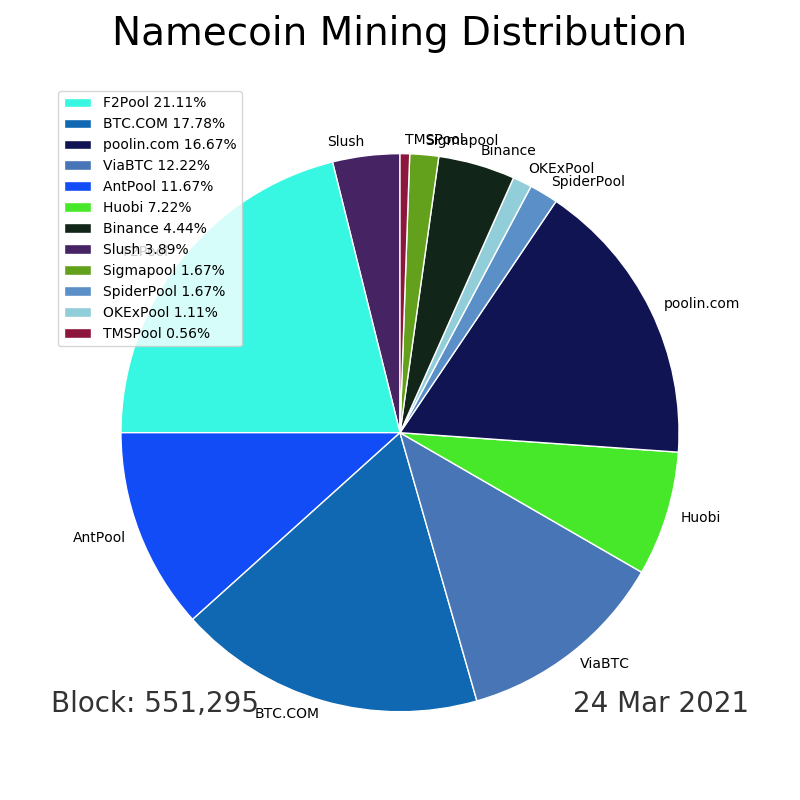 Namecoin Mining Distribution
F2Pool 21.11%
BTC.COM 17.78%
poolin.com 16.67%
ViaBTC 12.22%
AntPool 11.67%
Huobi 7.22%
Binance 4.44%
Slush 3.89%
Sigmapool 1.67%
SpiderPool 1.67%
OKExPool 1.11%
TMSPool 0.56%
Slush
TMSPool
Sigmapool
Binance
OKExPool
SpiderPool
F2Pool
poolin.com
Huobi
AntPool
ViaBTC
BTC.COM
Block: 551,295
24 Mar 2021